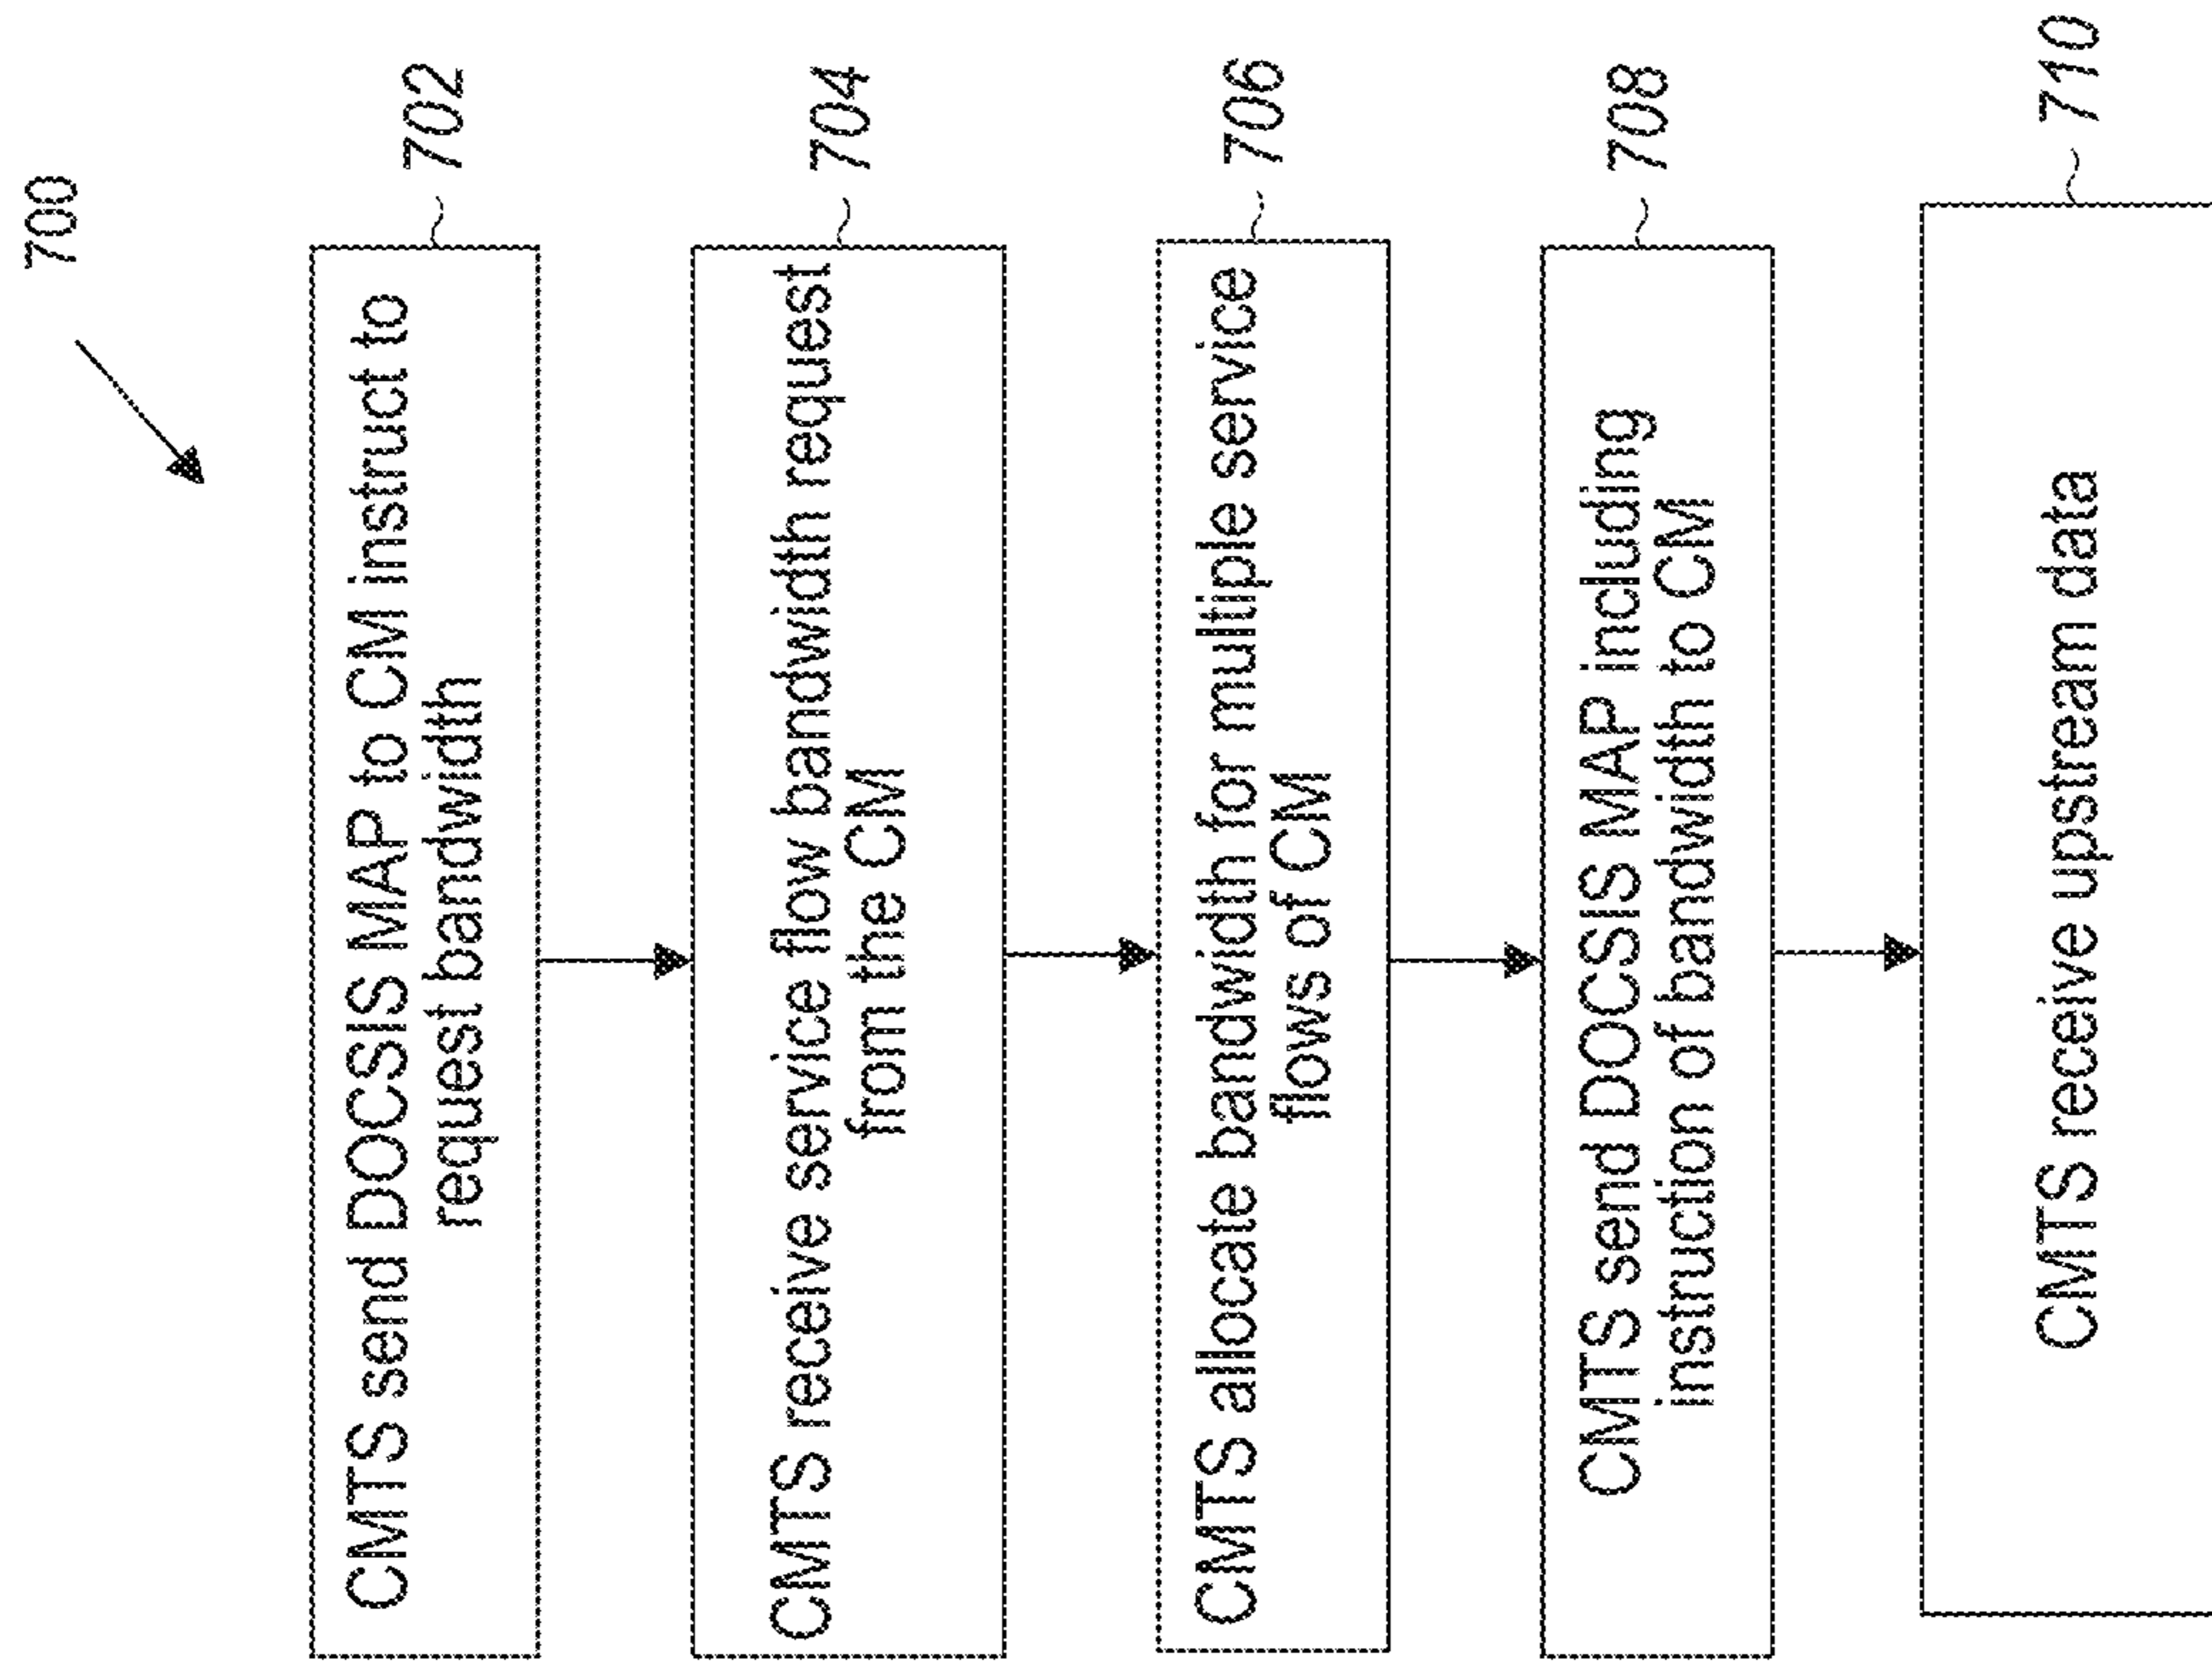 700
CMTS send DOCSIS MAP to CM instruct to
request bandwidth
702
CMTS receive service flow bandwidth request
from the CM
704
CMTS allocate bandwidth for multiple service
flows of CM
706
CMTS send DOCSIS MAP including
instruction of bandwidth to CM
708
CMTS receive upstream data
710